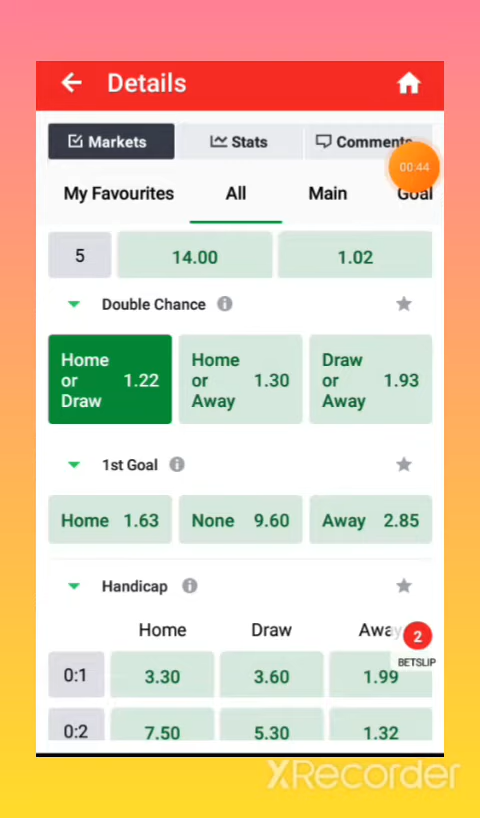 Details
Markets
Stats
Comments
00:44
My Favourites
All
Main
Goal
5
14.00
1.02
Double Chance
Home or Draw 1.22
Home or Away 1.30
Draw or Away 1.93
1st Goal
Home 1.63
None 9.60
Away 2.85
Handicap
Home
Draw
Away
2
BETSLIP
0:1
3.30
3.60
1.99
0:2
7.50
5.30
1.32
XRecorder